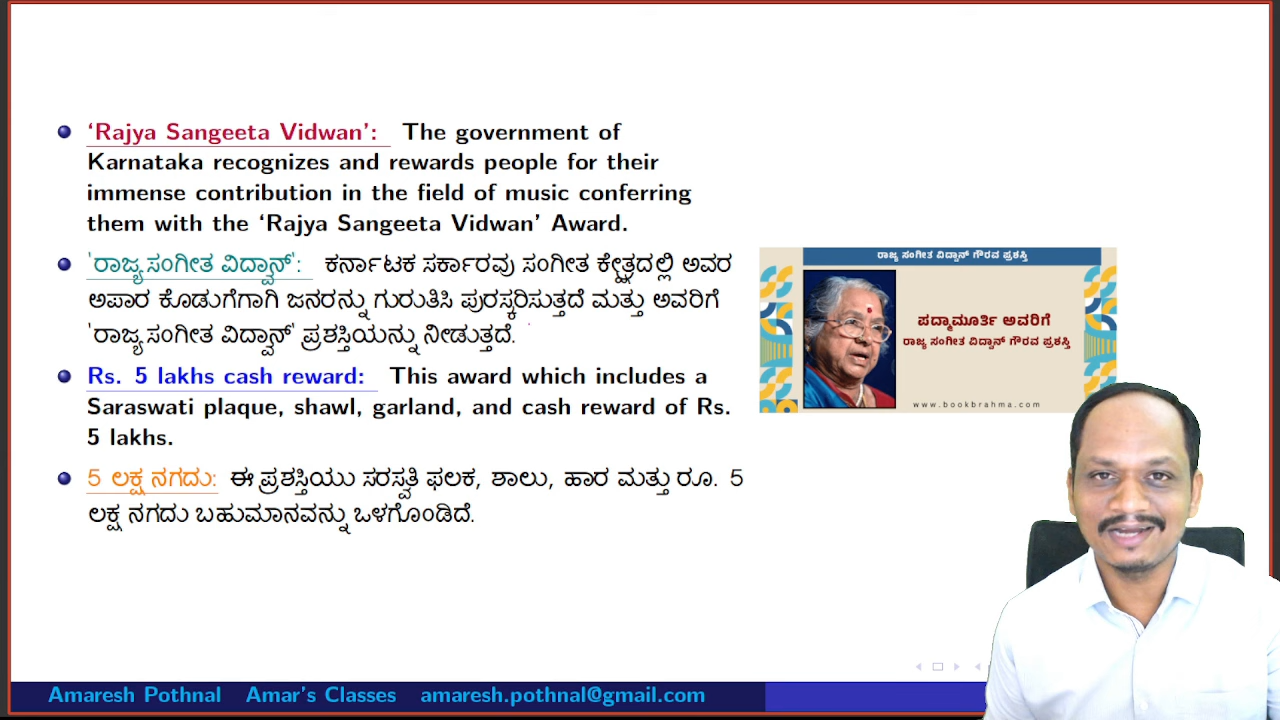 ‘Rajya Sangeeta Vidwan’: The government of
Karnataka recognizes and rewards people for their
immense contribution in the field of music conferring
them with the ‘Rajya Sangeeta Vidwan’ Award.
'ರಾಜ್ಯ ಸಂಗೀತ ವಿದ್ವಾನ್': ಕರ್ನಾಟಕ ಸರ್ಕಾರವು ಸಂಗೀತ ಕ್ಷೇತ್ರದಲ್ಲಿ ಅವರ
ಅಪಾರ ಕೊಡುಗೆಗಾಗಿ ಜನರನ್ನು ಗುರುತಿಸಿ ಪುರಸ್ಕರಿಸುತ್ತದೆ ಮತ್ತು ಅವರಿಗೆ
'ರಾಜ್ಯ ಸಂಗೀತ ವಿದ್ವಾನ್' ಪ್ರಶಸ್ತಿಯನ್ನು ನೀಡುತ್ತದೆ.
Rs. 5 lakhs cash reward: This award which includes a
Saraswati plaque, shawl, garland, and cash reward of Rs.
5 lakhs.
5 ಲಕ್ಷ ನಗದು: ಈ ಪ್ರಶಸ್ತಿಯು ಸರಸ್ವತಿ ಫಲಕ, ಶಾಲು, ಹಾರ ಮತ್ತು ರೂ. 5
ಲಕ್ಷ ನಗದು ಬಹುಮಾನವನ್ನು ಒಳಗೊಂಡಿದೆ.
ರಾಜ್ಯ ಸಂಗೀತ ವಿದ್ವಾನ್ ಗೌರವ ಪ್ರಶಸ್ತಿ
ಪದ್ಮಾಮೂರ್ತಿ ಅವರಿಗೆ
ರಾಜ್ಯ ಸಂಗೀತ ವಿದ್ವಾನ್ ಗೌರವ ಪ್ರಶಸ್ತಿ
www.bookbrahma.com
Amaresh Pothnal Amar's Classes amaresh.pothnal@gmail.com